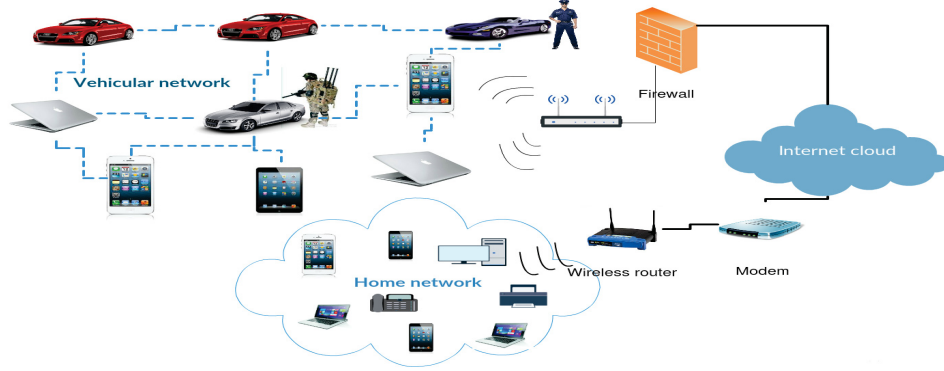 Vehicular network
Firewall
Internet cloud
Wireless router
Modem
Home network